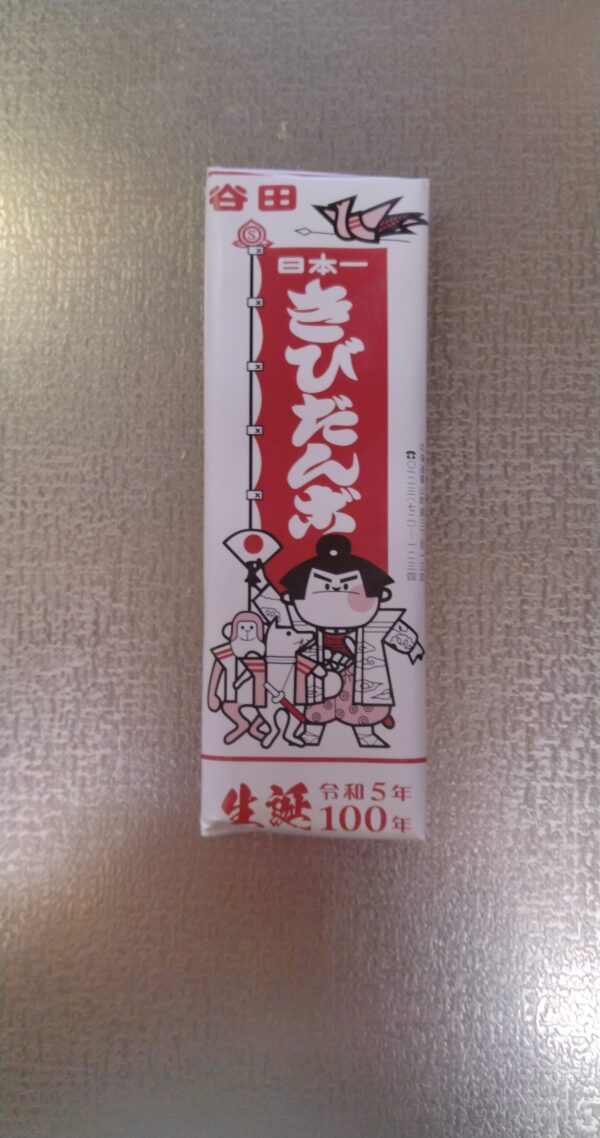 谷田
S
日本一
きびだんご
生誕 令和5年
100年